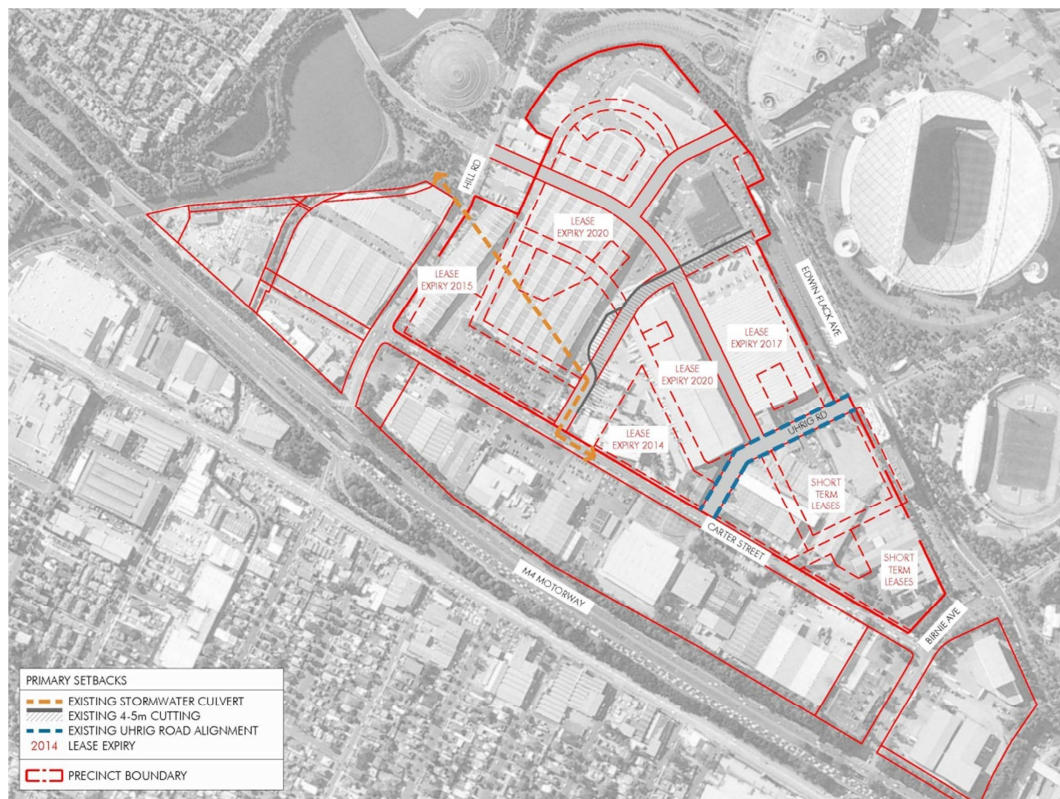 HILL RD
LEASE
EXPIRY 2020
LEASE
EXPIRY 2015
EDWIN FLACK AVE
LEASE
EXPIRY 2017
LEASE
EXPIRY 2020
LEASE
EXPIRY 2014
UHRIG RD
SHORT
TERM
LEASES
CARTER STREET
SHORT
TERM
LEASES
M4 MOTORWAY
BIRNIE AVE
PRIMARY SETBACKS
EXISTING STORMWATER CULVERT
EXISTING 4-5m CUTTING
EXISTING UHRIG ROAD ALIGNMENT
2014 LEASE EXPIRY
PRECINCT BOUNDARY